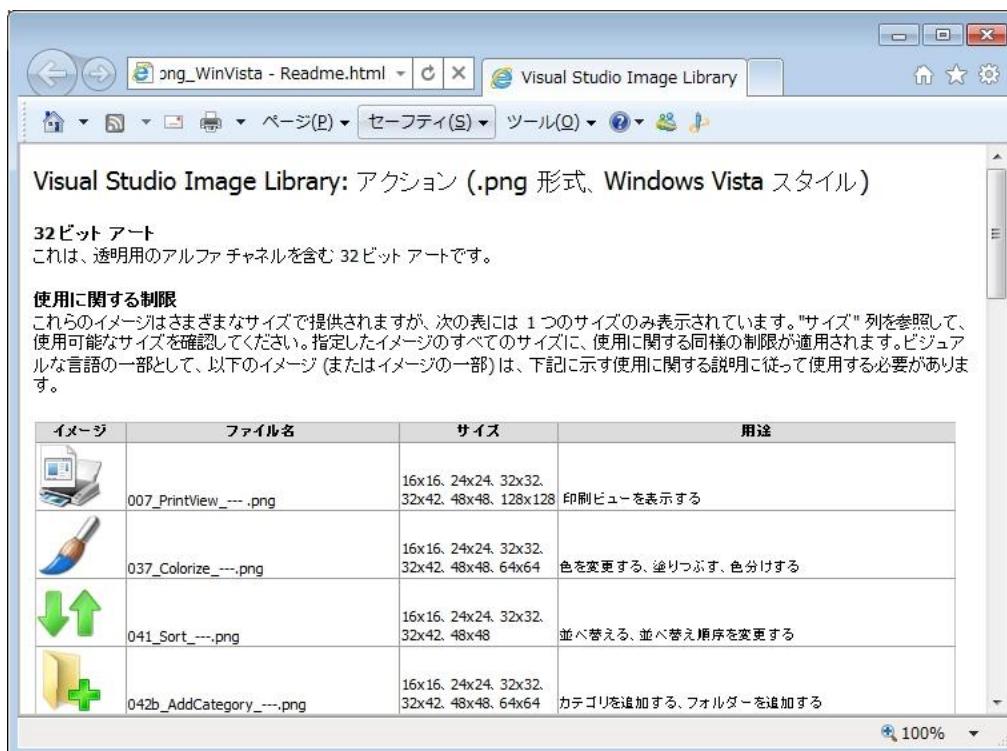 ong_WinVista - Readme.html
Visual Studio Image Library
ページ(P)
セーフティ(S)
ツール(O)
Visual Studio Image Library: アクション (.png 形式、Windows Vista スタイル)
32ビット アート
これは、透明用のアルファ チャネルを含む 32 ビット アートです。
使用に関する制限
これらのイメージはさまざまなサイズで提供されますが、次の表には 1 つのサイズのみ表示されています。"サイズ" 列を参照して、
使用可能なサイズを確認してください。指定したイメージのすべてのサイズに、使用に関する同様の制限が適用されます。ビジュア
ルな言語の一部として、以下のイメージ (またはイメージの一部) は、下記に示す使用に関する説明に従って使用する必要がありま
す。
イメージ ファイル名 サイズ 用途
16x16、24x24、32x32、
007_PrintView_--- .png 32x42、48x48、128x128 印刷ビューを表示する
16x16、24x24、32x32、
037_Colorize_---.png 32x42、48x48、64x64 色を変更する、塗りつぶす、色分けする
16x16、24x24、32x32、
041_Sort_---.png 32x42、48x48 並べ替える、並べ替え順序を変更する
16x16、24x24、32x32、
042b_AddCategory_---.png 32x42、48x48、64x64 カテゴリを追加する、フォルダーを追加する
100%